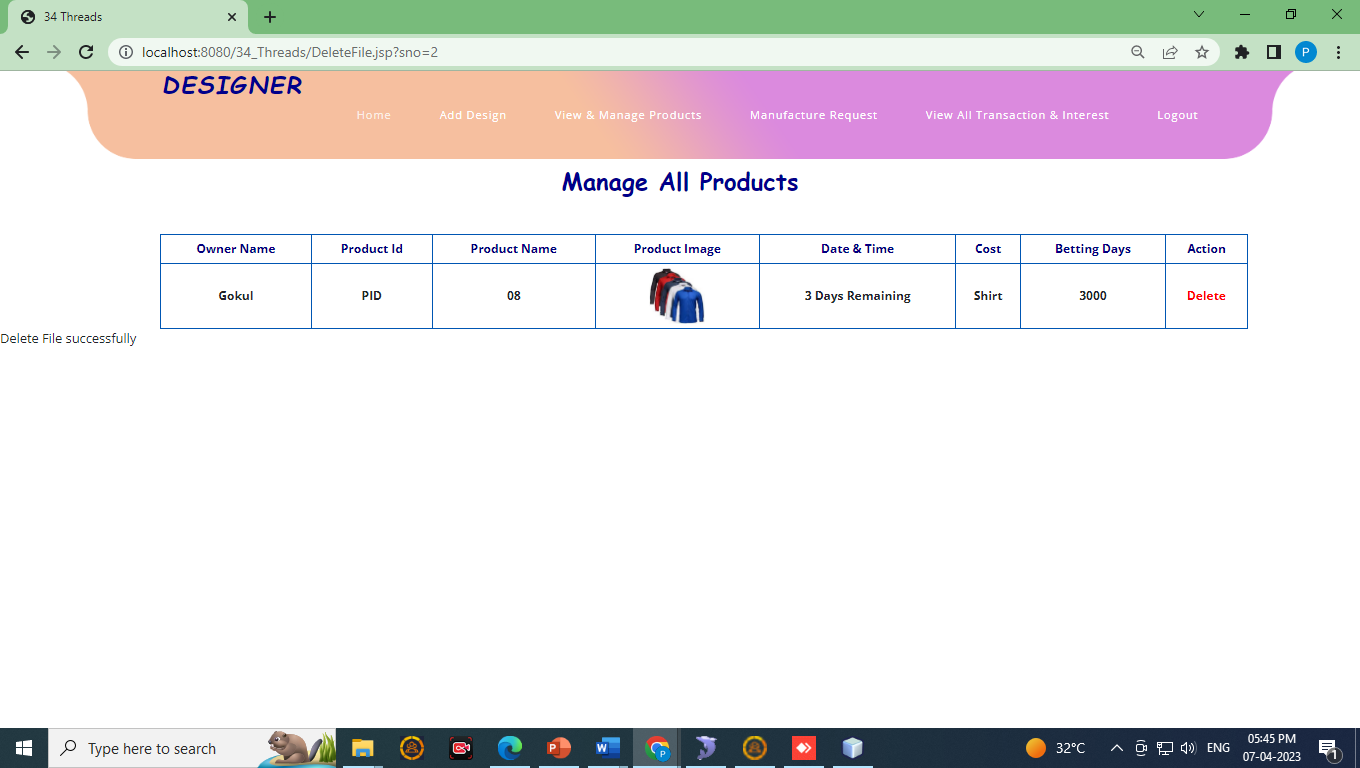 34 Threads
localhost:8080/34_Threads/DeleteFile.jsp?sno=2
P
DESIGNER
Home Add Design View & Manage Products Manufacture Request View All Transaction & Interest Logout
Manage All Products
Owner Name Product Id Product Name Product Image Date & Time Cost Betting Days Action
Gokul PID 08 3 Days Remaining Shirt 3000 Delete
Delete File successfully
Type here to search
32°C
ENG
05:45 PM
07-04-2023
1